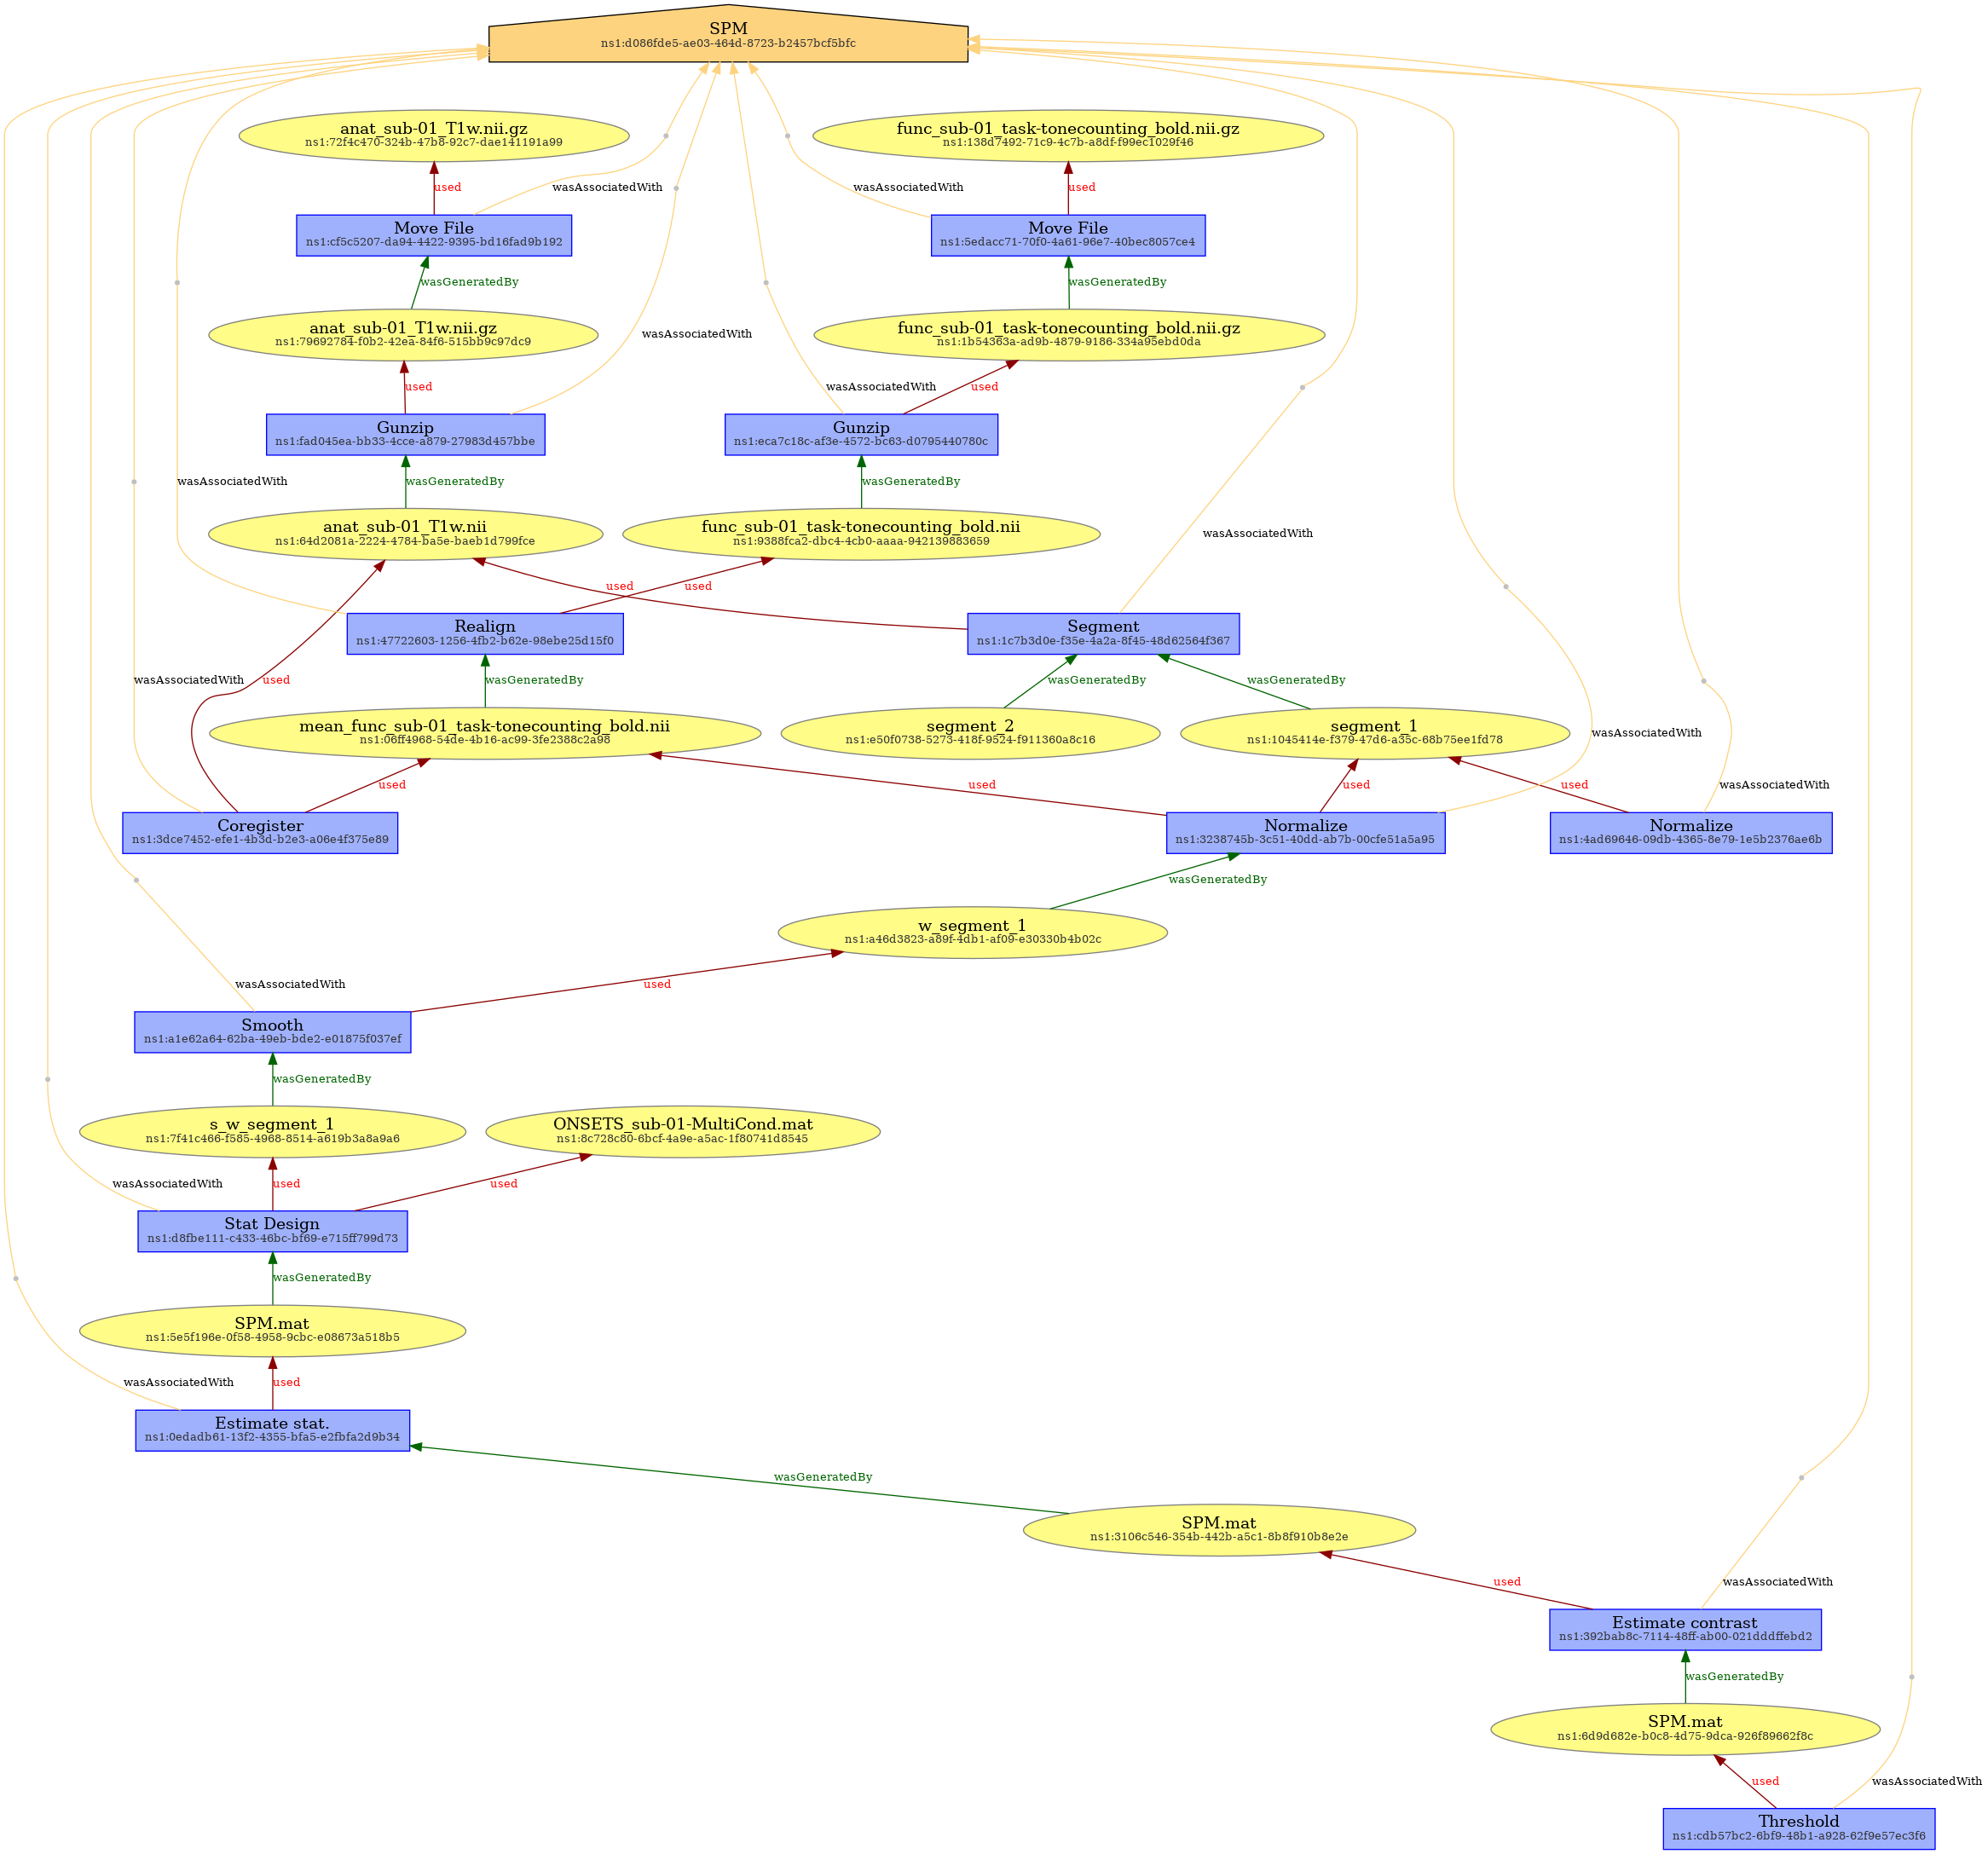 SPM
ns1:d086fde5-ae03-464d-8723-b2457bcf5bfc
anat_sub-01_T1w.nii.gz
ns1:72f4c470-324b-47b8-92c7-dae141191a99
func_sub-01_task-tonecounting_bold.nii.gz
ns1:138d7492-71c9-4c7b-a8df-f99ec1029f46
used
wasAssociatedWith
wasAssociatedWith
used
Move File
ns1:cf5c5207-da94-4422-9395-bd16fad9b192
Move File
ns1:5edacc71-70f0-4a61-96e7-40bec8057ce4
wasGeneratedBy
wasGeneratedBy
anat_sub-01_T1w.nii.gz
ns1:79692784-f0b2-42ea-84f6-515bb9c97dc9
wasAssociatedWith
func_sub-01_task-tonecounting_bold.nii.gz
ns1:1b54363a-ad9b-4879-9186-334a95ebd0da
used
wasAssociatedWith
used
Gunzip
ns1:fad045ea-bb33-4cce-a879-27983d457bbe
Gunzip
ns1:eca7c18c-af3e-4572-bc63-d0795440780c
wasAssociatedWith
wasGeneratedBy
wasGeneratedBy
anat_sub-01_T1w.nii
ns1:64d2081a-2224-4784-ba5e-baeb1d799fce
func_sub-01_task-tonecounting_bold.nii
ns1:9388fca2-dbc4-4cb0-aaaa-942139883659
wasAssociatedWith
used
used
Realign
ns1:47722603-1256-4fb2-b62e-98ebe25d15f0
Segment
ns1:1c7b3d0e-f35e-4a2a-8f45-48d62564f367
wasAssociatedWith
used
wasGeneratedBy
wasGeneratedBy
wasGeneratedBy
mean_func_sub-01_task-tonecounting_bold.nii
ns1:06ff4968-54de-4b16-ac99-3fe2388c2a98
segment_2
ns1:e50f0738-5273-418f-9524-f911360a8c16
segment_1
ns1:1045414e-f379-47d6-a35c-68b75ee1fd78
wasAssociatedWith
used
used
used
used
wasAssociatedWith
Coregister
ns1:3dce7452-efe1-4b3d-b2e3-a06e4f375e89
Normalize
ns1:3238745b-3c51-40dd-ab7b-00cfe51a5a95
Normalize
ns1:4ad69646-09db-4365-8e79-1e5b2376ae6b
wasGeneratedBy
w_segment_1
ns1:a46d3823-a89f-4db1-af09-e30330b4b02c
wasAssociatedWith
used
Smooth
ns1:a1e62a64-62ba-49eb-bde2-e01875f037ef
wasGeneratedBy
s_w_segment_1
ns1:7f41c466-f585-4968-8514-a619b3a8a9a6
ONSETS_sub-01-MultiCond.mat
ns1:8c728c80-6bcf-4a9e-a5ac-1f80741d8545
wasAssociatedWith
used
used
Stat Design
ns1:d8fbe111-c433-46bc-bf69-e715ff799d73
wasGeneratedBy
SPM.mat
ns1:5e5f196e-0f58-4958-9cbc-e08673a518b5
wasAssociatedWith
used
Estimate stat.
ns1:0edadb61-13f2-4355-bfa5-e2fbfa2d9b34
wasGeneratedBy
SPM.mat
ns1:3106c546-354b-442b-a5c1-8b8f910b8e2e
used
wasAssociatedWith
Estimate contrast
ns1:392bab8c-7114-48ff-ab00-021dddffebd2
wasGeneratedBy
SPM.mat
ns1:6d9d682e-b0c8-4d75-9dca-926f89662f8c
used
wasAssociatedWith
Threshold
ns1:cdb57bc2-6bf9-48b1-a928-62f9e57ec3f6